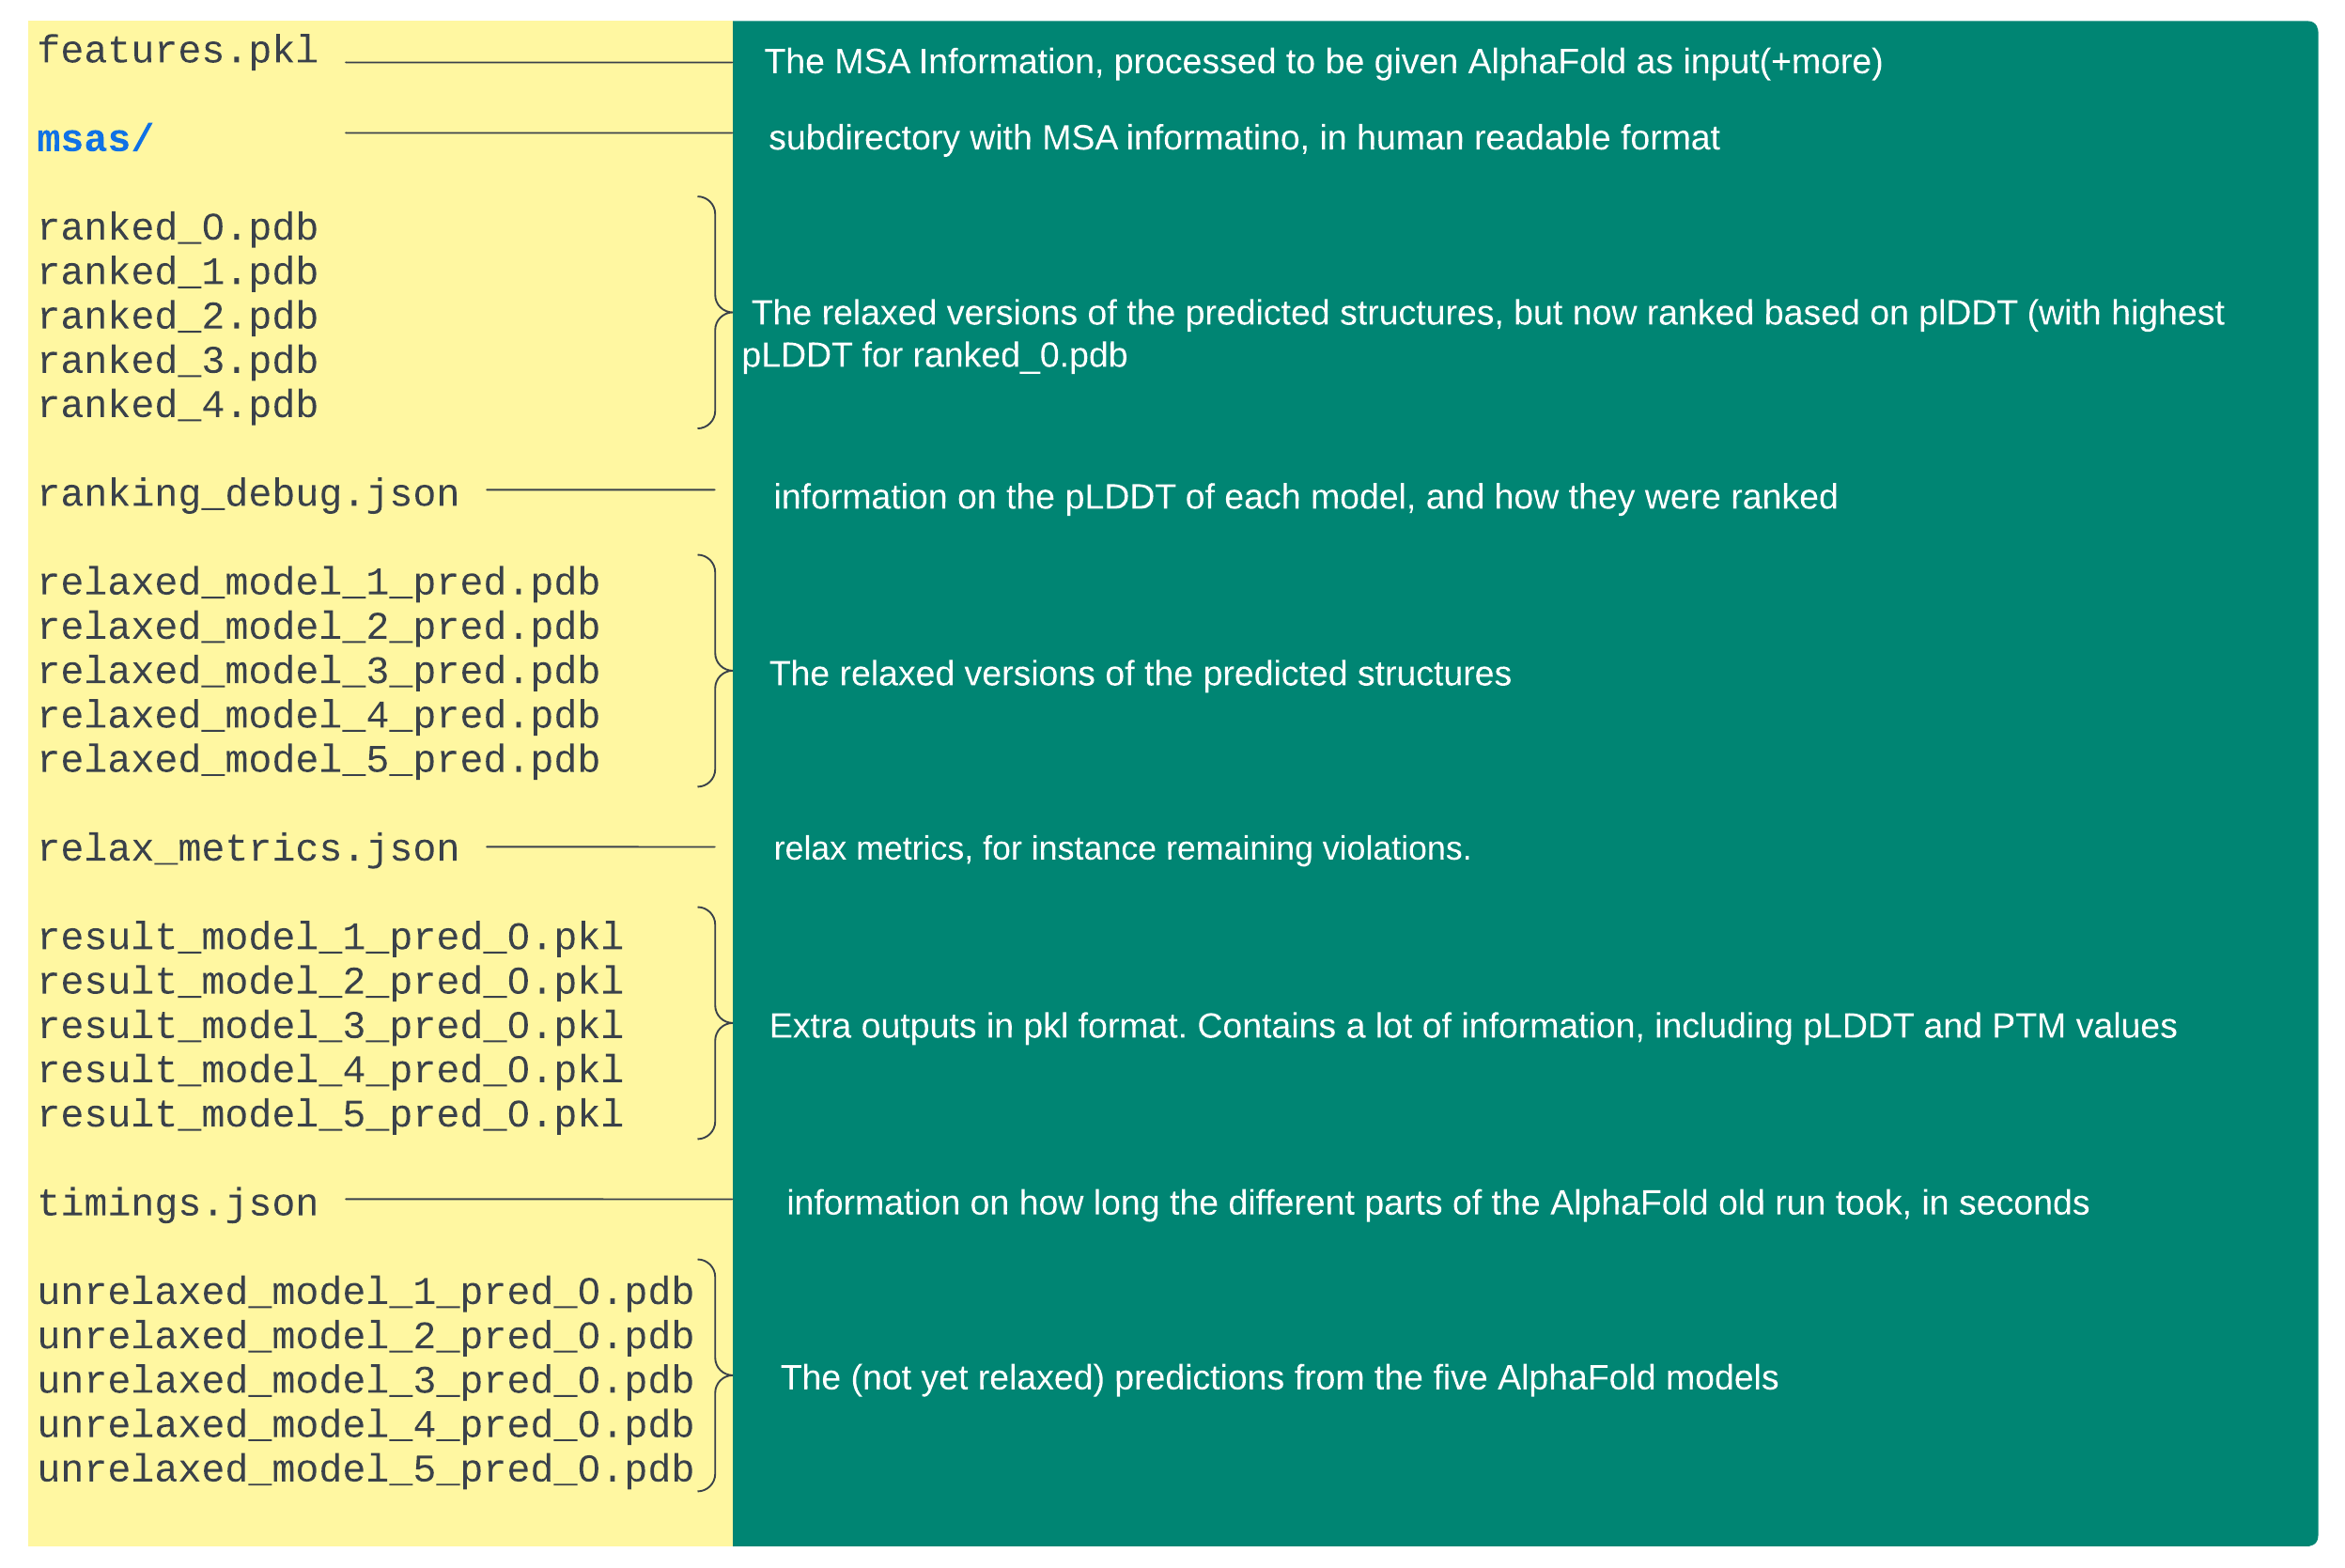 features.pkl The MSA Information, processed to be given AlphaFold as input(+more)
msas/ subdirectory with MSA informatino, in human readable format
ranked_0.pdb
ranked_1.pdb
ranked_2.pdb
ranked_3.pdb
ranked_4.pdb
The relaxed versions of the predicted structures, but now ranked based on plDDT (with highest
pLDDT for ranked_0.pdb
ranking_debug.json information on the pLDDT of each model, and how they were ranked
relaxed_model_1_pred.pdb
relaxed_model_2_pred.pdb
relaxed_model_3_pred.pdb
relaxed_model_4_pred.pdb
relaxed_model_5_pred.pdb
The relaxed versions of the predicted structures
relax_metrics.json relax metrics, for instance remaining violations.
result_model_1_pred_0.pkl
result_model_2_pred_0.pkl
result_model_3_pred_0.pkl
result_model_4_pred_0.pkl
result_model_5_pred_0.pkl
Extra outputs in pkl format. Contains a lot of information, including pLDDT and PTM values
timings.json information on how long the different parts of the AlphaFold old run took, in seconds
unrelaxed_model_1_pred_0.pdb
unrelaxed_model_2_pred_0.pdb
unrelaxed_model_3_pred_0.pdb
unrelaxed_model_4_pred_0.pdb
unrelaxed_model_5_pred_0.pdb
The (not yet relaxed) predictions from the five AlphaFold models